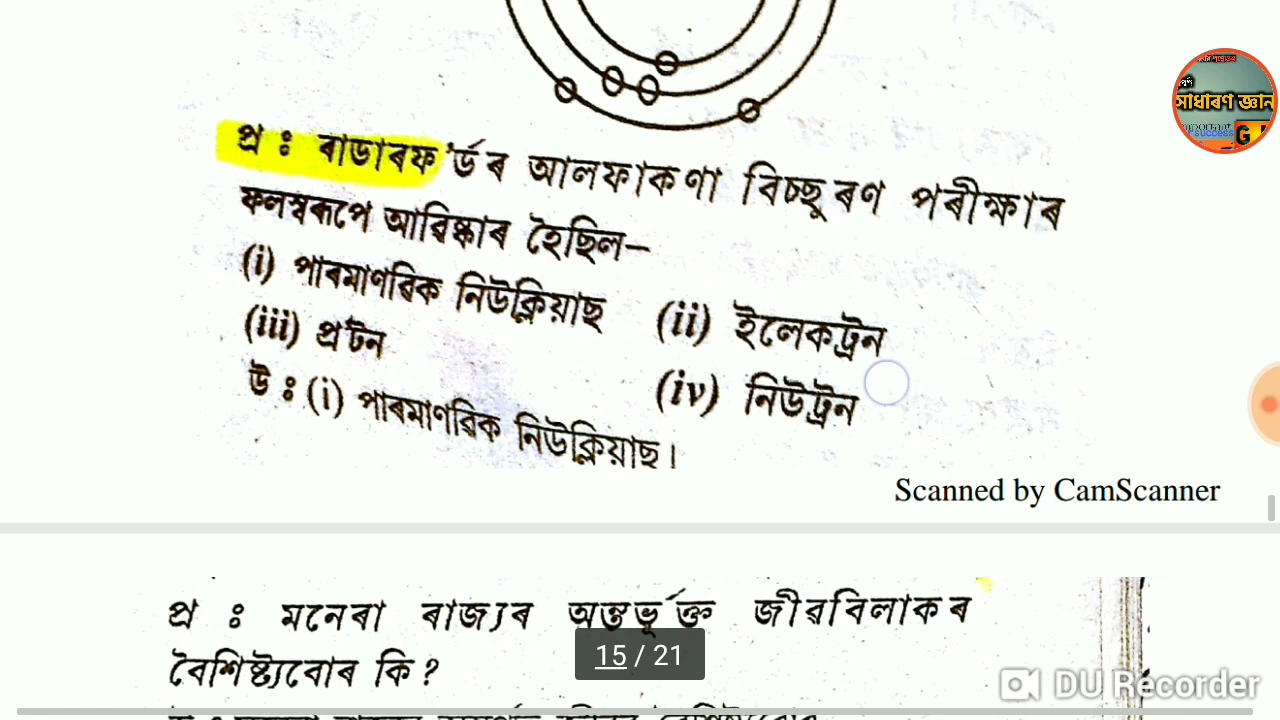 প্ৰ ঃ ৰাডাৰফ’ৰ্ডৰ আলফাকণা বিচ্ছুৰণ পৰীক্ষাৰ
ফলস্বৰূপে আৱিষ্কাৰ হৈছিল–
(i) পাৰমাণৱিক নিউক্লিয়াছ (ii) ইলেকট্ৰন
(iii) প্ৰটন (iv) নিউট্ৰন
উ ঃ (i) পাৰমাণৱিক নিউক্লিয়াছ।
Scanned by CamScanner
প্ৰ ঃ মনেৰা ৰাজ্যৰ অন্তৰ্ভূক্ত জীৱবিলাকৰ
বৈশিষ্ট্যবোৰ কি?
15 / 21
সাধাৰণ জ্ঞান
SUCCESS
G
DU Recorder